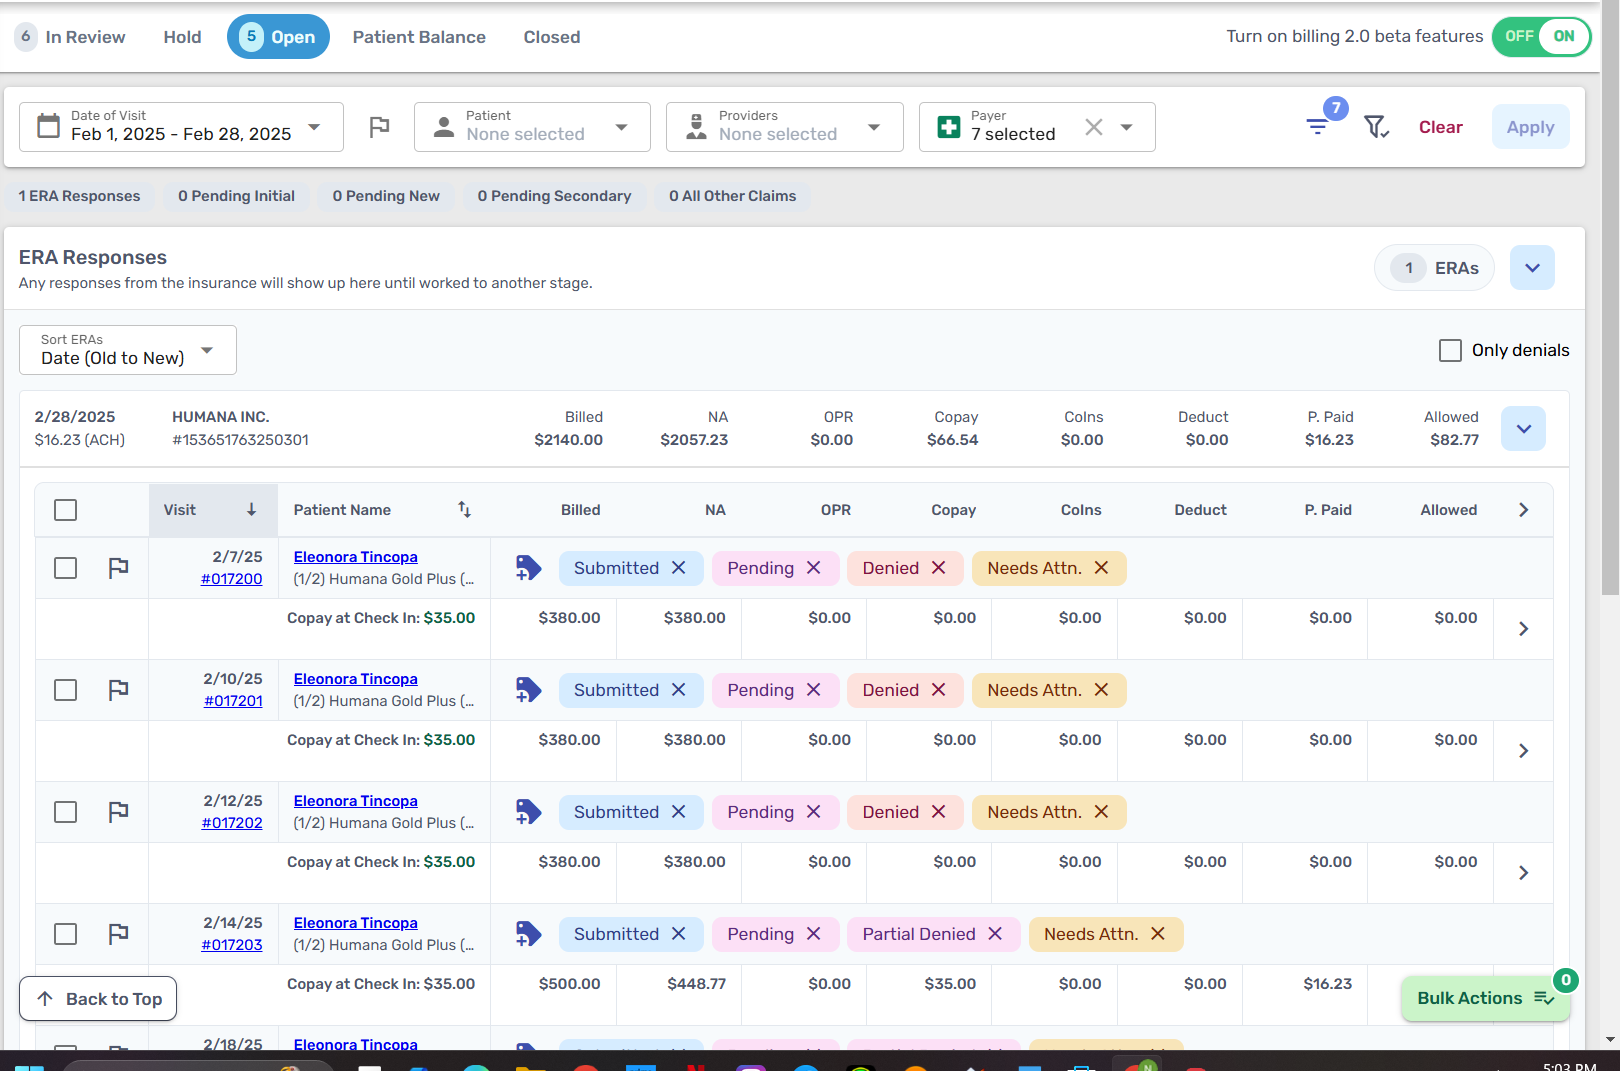 6 In Review Hold 5 Open Patient Balance Closed Turn on billing 2.0 beta features OFF ON
Date of Visit
Feb 1, 2025 - Feb 28, 2025
Patient
None selected
Providers
None selected
Payer
7 selected
7
Clear Apply
1 ERA Responses 0 Pending Initial 0 Pending New 0 Pending Secondary 0 All Other Claims
ERA Responses
Any responses from the insurance will show up here until worked to another stage.
1 ERAs
Sort ERAs
Date (Old to New)
Only denials
2/28/2025 HUMANA INC. Billed NA OPR Copay CoIns Deduct P. Paid Allowed
$16.23 (ACH) #153651763250301 $2140.00 $2057.23 $0.00 $66.54 $0.00 $0.00 $16.23 $82.77
Visit Patient Name Billed NA OPR Copay CoIns Deduct P. Paid Allowed
2/7/25 Eleonora Tincopa
#017200 (1/2) Humana Gold Plus (...
Submitted Pending Denied Needs Attn.
Copay at Check In: $35.00 $380.00 $380.00 $0.00 $0.00 $0.00 $0.00 $0.00 $0.00
2/10/25 Eleonora Tincopa
#017201 (1/2) Humana Gold Plus (...
Submitted Pending Denied Needs Attn.
Copay at Check In: $35.00 $380.00 $380.00 $0.00 $0.00 $0.00 $0.00 $0.00 $0.00
2/12/25 Eleonora Tincopa
#017202 (1/2) Humana Gold Plus (...
Submitted Pending Denied Needs Attn.
Copay at Check In: $35.00 $380.00 $380.00 $0.00 $0.00 $0.00 $0.00 $0.00 $0.00
2/14/25 Eleonora Tincopa
#017203 (1/2) Humana Gold Plus (...
Submitted Pending Partial Denied Needs Attn.
Copay at Check In: $35.00 $500.00 $448.77 $0.00 $35.00 $0.00 $0.00 $16.23
Back to Top
Bulk Actions 0
2/18/25 Eleonora Tincopa
5:03 PM